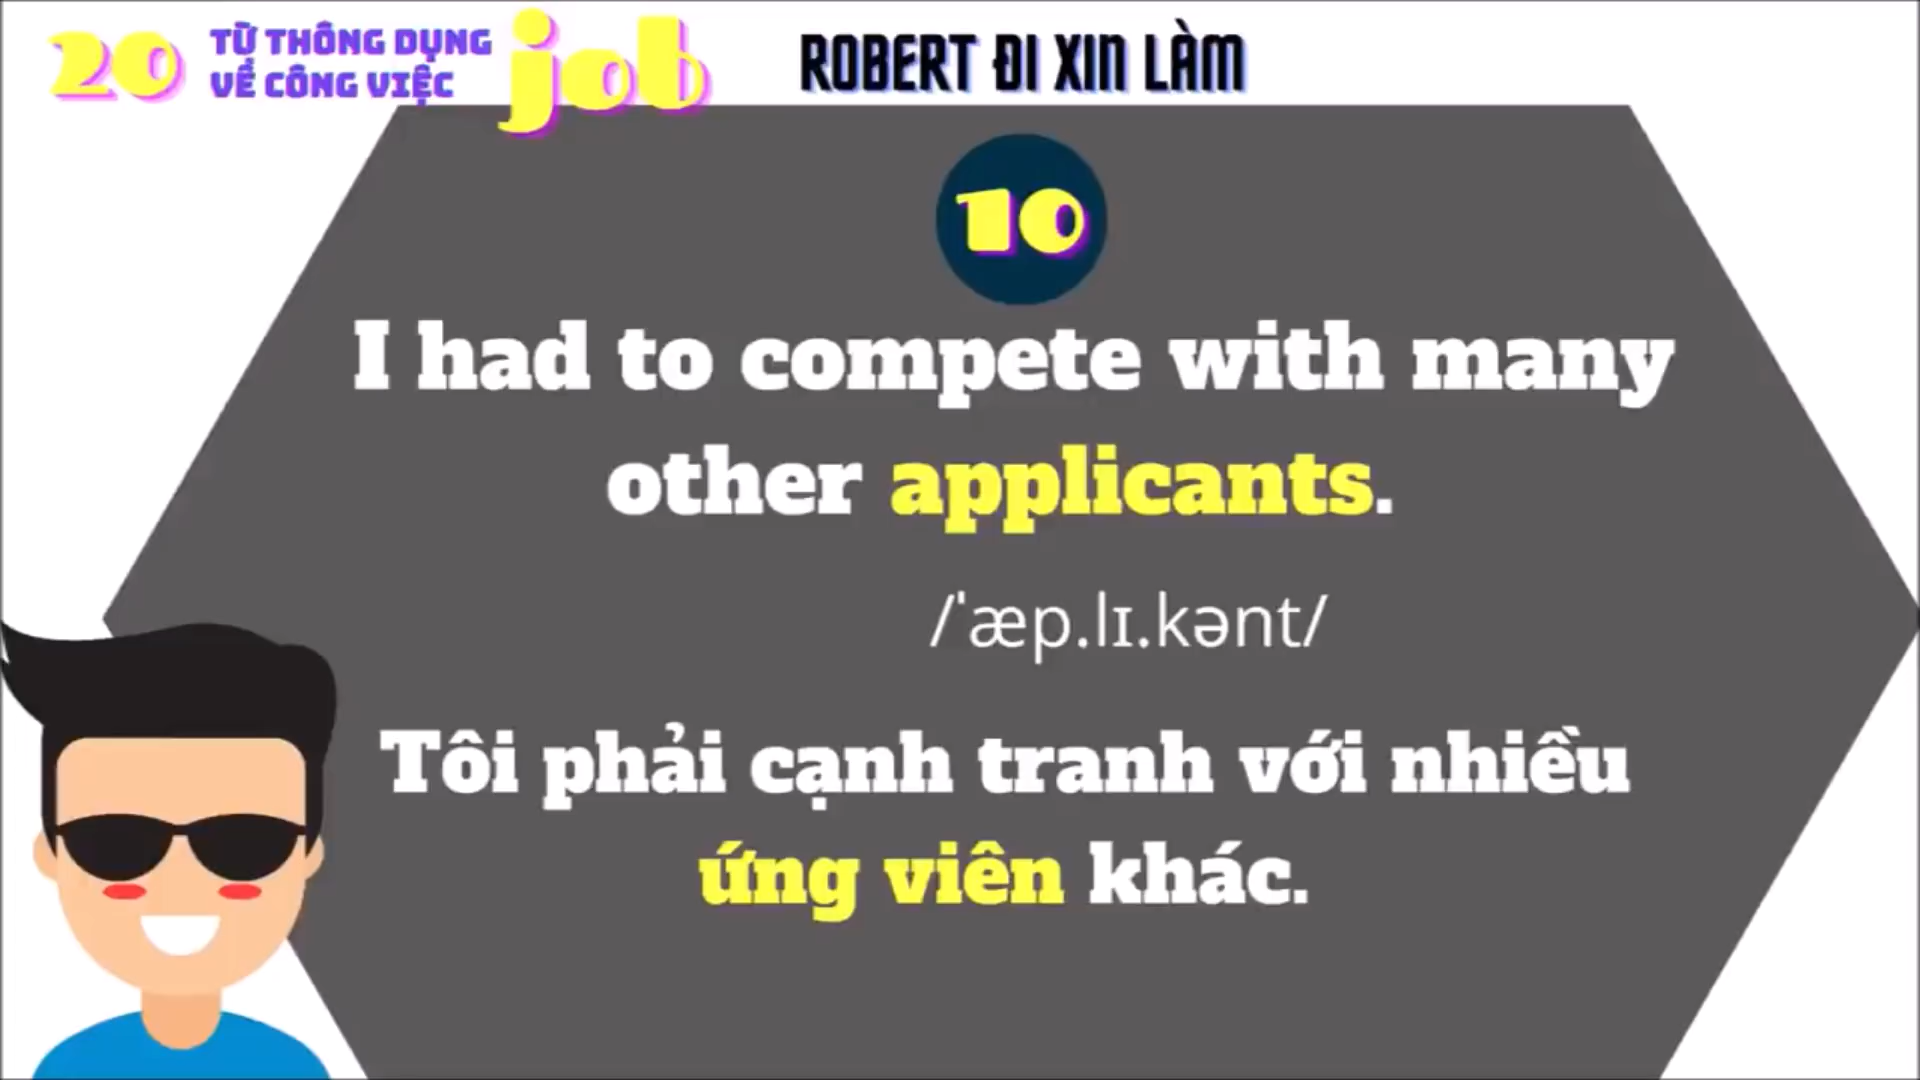 20
TỪ THÔNG DỤNG
VỀ CÔNG VIỆC
job
ROBERT ĐI XIN LÀM
10
I had to compete with many
other applicants.
/ˈæp.lɪ.kənt/
Tôi phải cạnh tranh với nhiều
ứng viên khác.